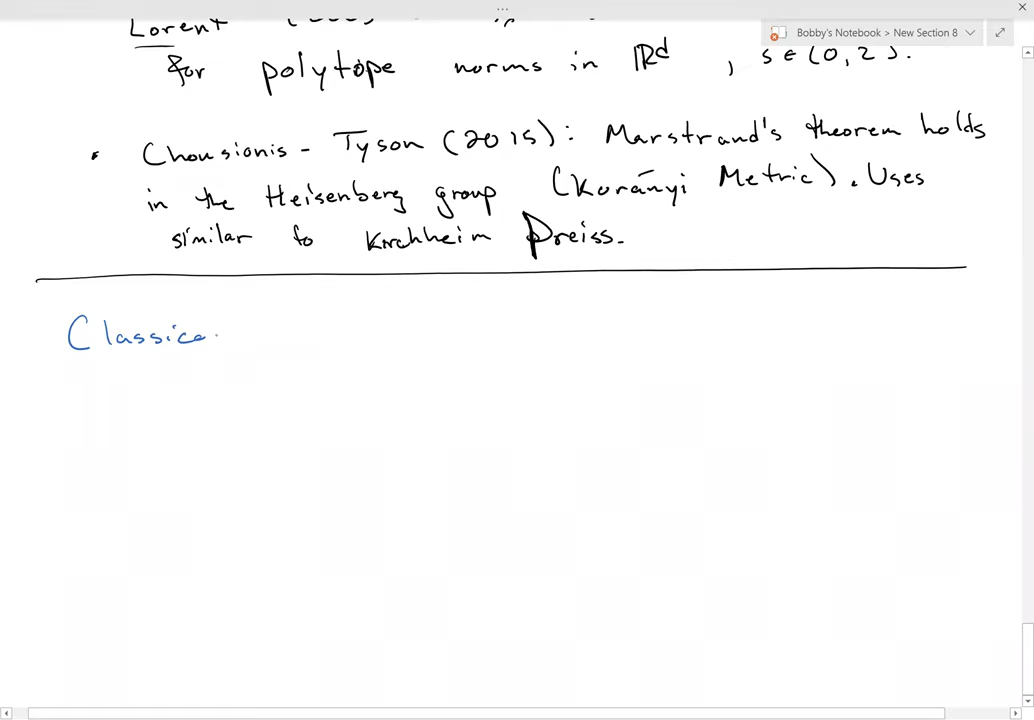 Bobby's Notebook > New Section 8
Lorent
for polytope norms in ℝᵈ , s ∈ (0, 2).
• Chousionis - Tyson (2015): Marstrand's theorem holds
in the Heisenberg group (Korányi Metric). Uses
similar to Kirchheim Preiss.
Classica